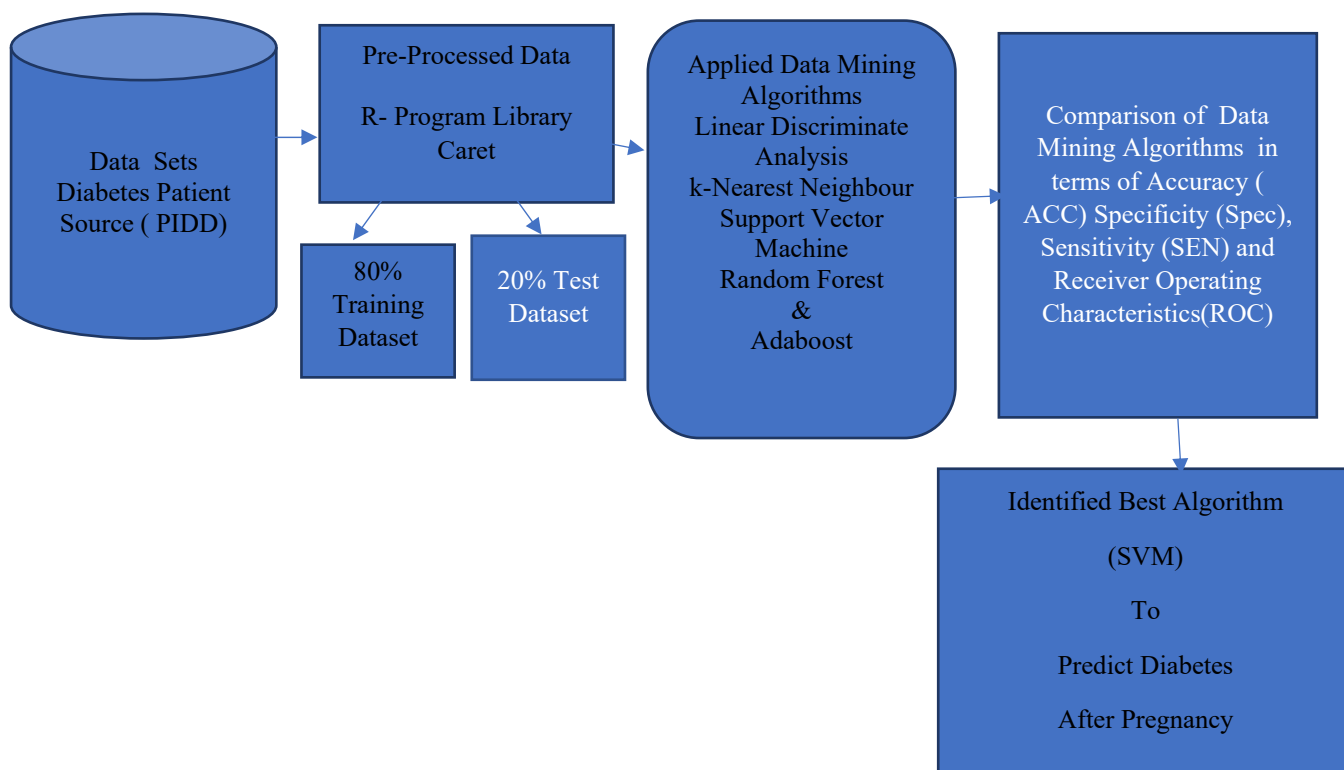 Data Sets
Diabetes Patient
Source ( PIDD)
Pre-Processed Data
R- Program Library
Caret
80%
Training
Dataset
20% Test
Dataset
Applied Data Mining
Algorithms
Linear Discriminate
Analysis
k-Nearest Neighbour
Support Vector
Machine
Random Forest
&
Adaboost
Comparison of Data
Mining Algorithms in
terms of Accuracy (
ACC) Specificity (Spec),
Sensitivity (SEN) and
Receiver Operating
Characteristics(ROC)
Identified Best Algorithm
(SVM)
To
Predict Diabetes
After Pregnancy